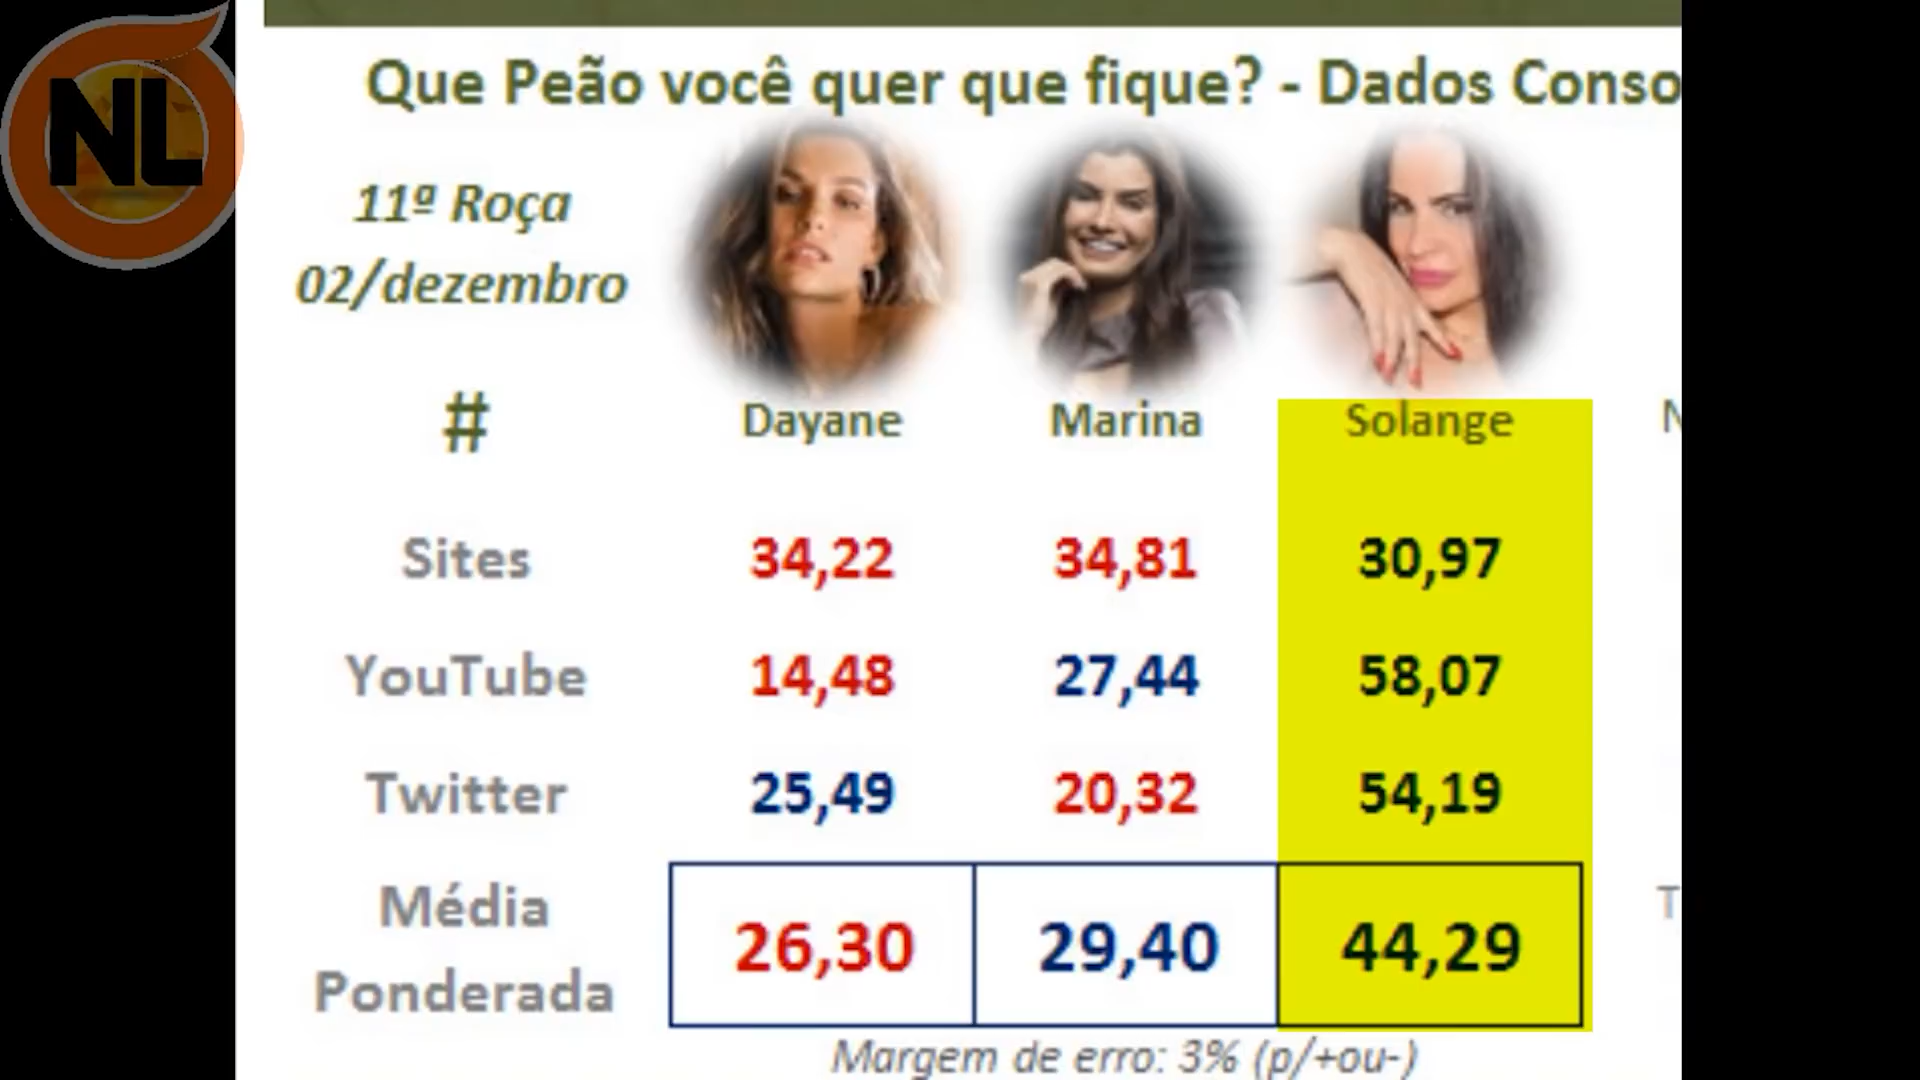 NL
Que Peão você quer que fique? - Dados Conso
11ª Roça
02/dezembro
# Dayane Marina Solange
Sites 34,22 34,81 30,97
YouTube 14,48 27,44 58,07
Twitter 25,49 20,32 54,19
Média
Ponderada 26,30 29,40 44,29
Margem de erro: 3% (p/+ou-)